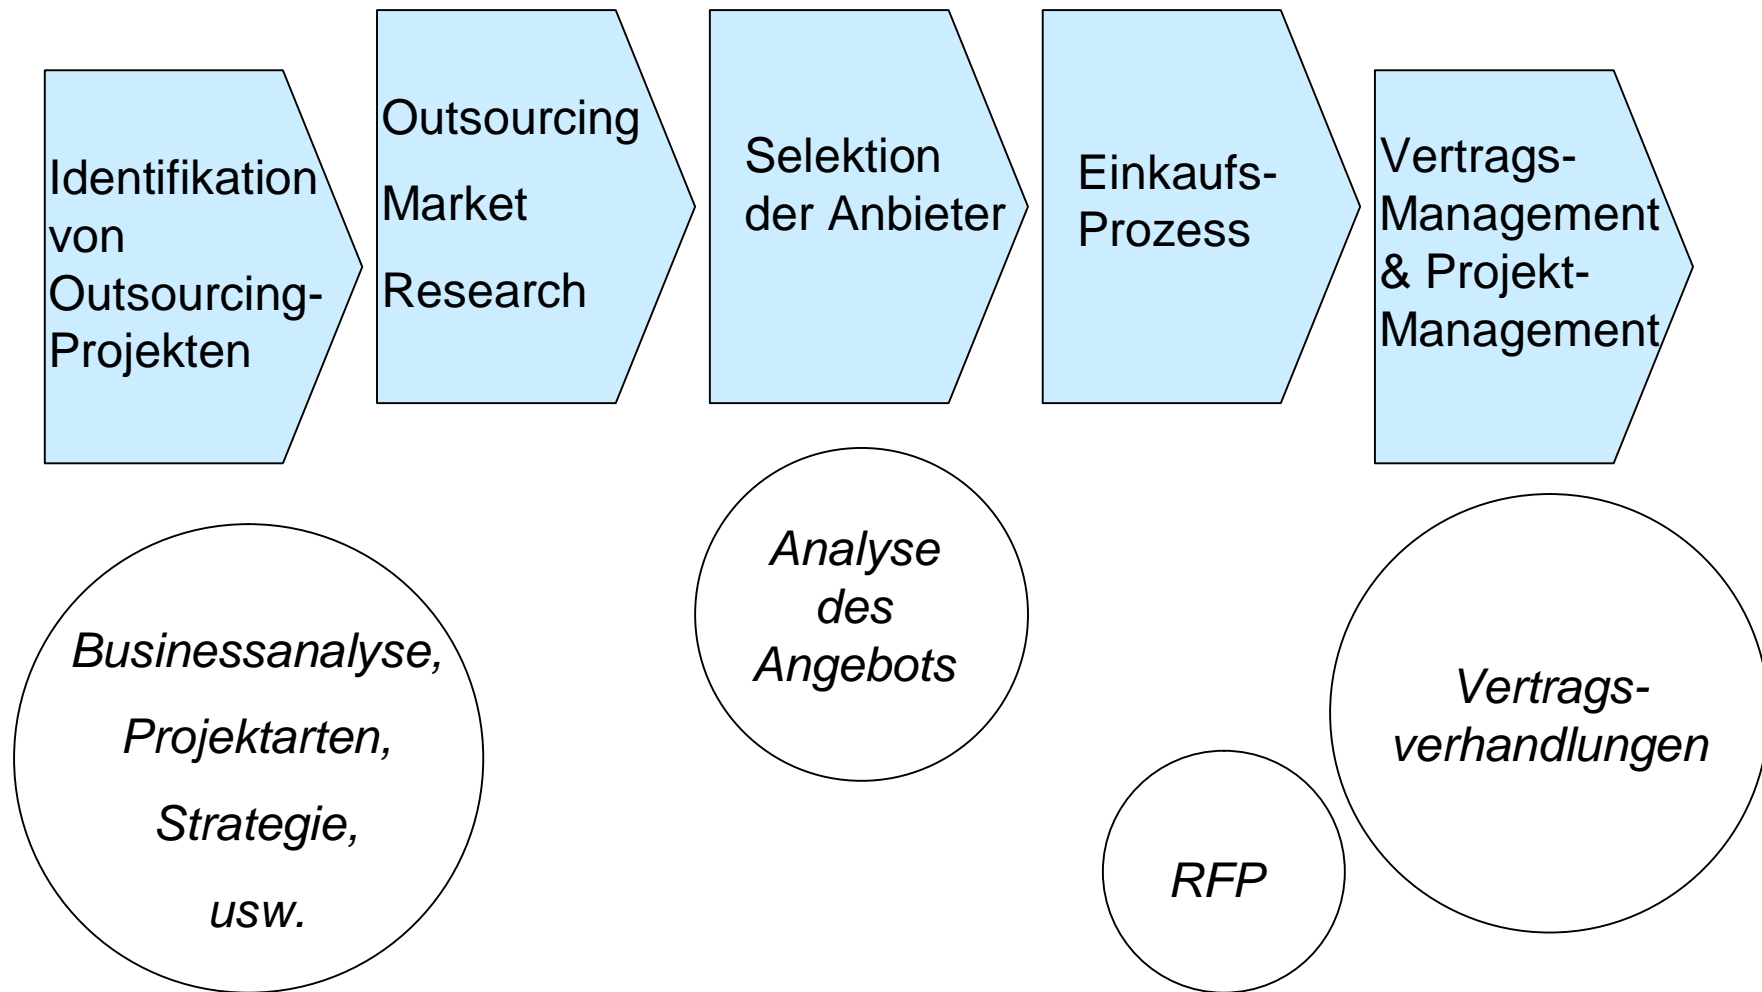 Identifikation
von
Outsourcing-
Projekten
Outsourcing
Market
Research
Selektion
der Anbieter
Einkaufs-
Prozess
Vertrags-
Management
& Projekt-
Management
Businessanalyse,
Projektarten,
Strategie,
usw.
Analyse
des
Angebots
RFP
Vertrags-
verhandlungen